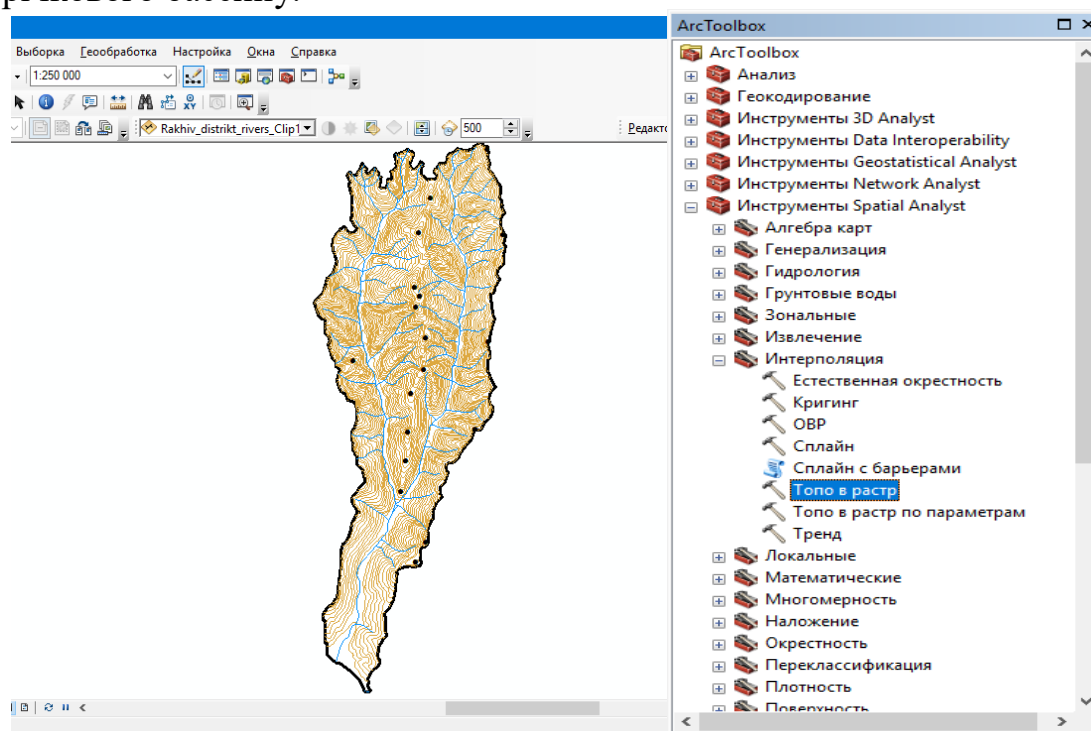 Выборка Геообработка Настройка Окна Справка
1:250 000
Rakhiv_distrikt_rivers_Clip1
500
ArcToolbox
ArcToolbox
Анализ
Геокодирование
Инструменты 3D Analyst
Инструменты Data Interoperability
Инструменты Geostatistical Analyst
Инструменты Network Analyst
Инструменты Spatial Analyst
Алгебра карт
Генерализация
Гидрология
Грунтовые воды
Зональные
Извлечение
Интерполяция
Естественная окрестность
Кригинг
ОВР
Сплайн
Сплайн с барьерами
Топо в растр
Топо в растр по параметрам
Тренд
Локальные
Математические
Многомерность
Наложение
Окрестность
Переклассификация
Плотность
Поверхность